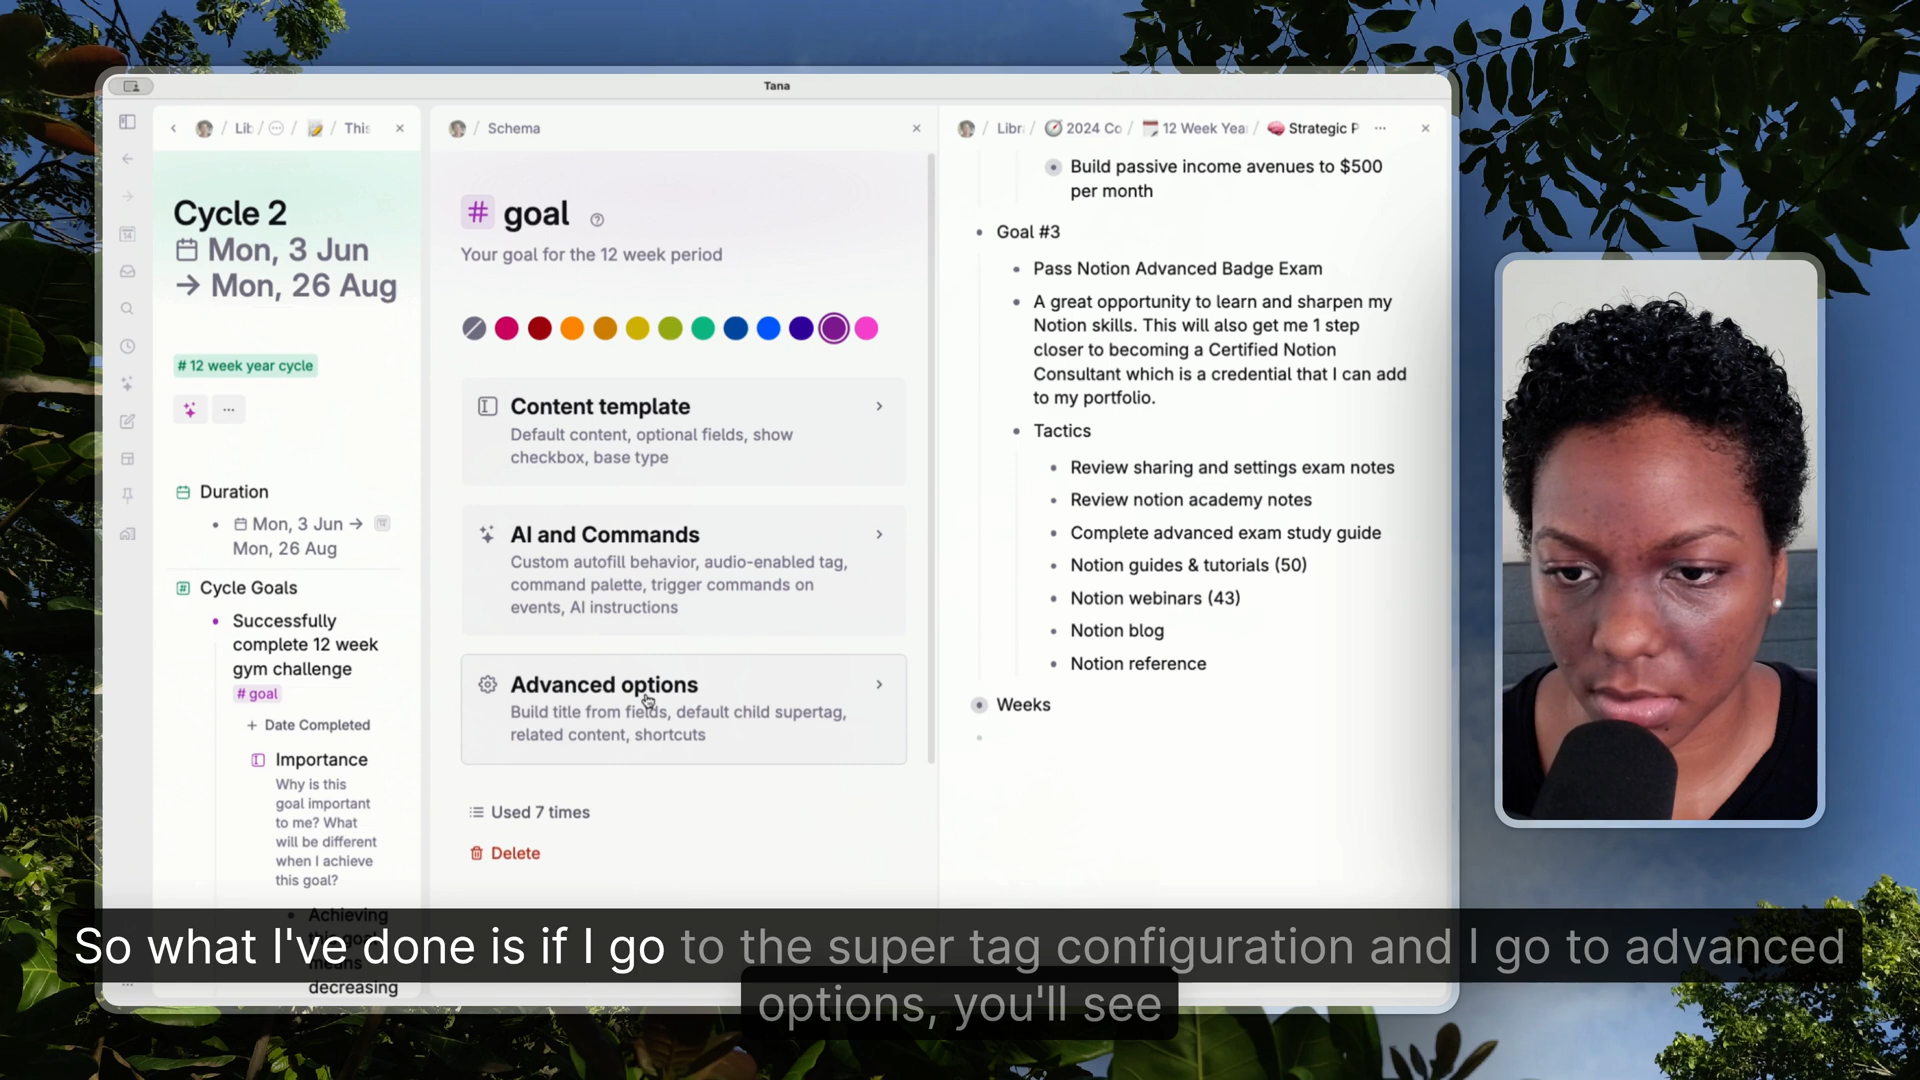 Tana
/ Lib / / This
Cycle 2
Mon, 3 Jun
→ Mon, 26 Aug
# 12 week year cycle
...
Duration
Mon, 3 Jun →
Mon, 26 Aug
Cycle Goals
Successfully
complete 12 week
gym challenge
# goal
+ Date Completed
Importance
Why is this
goal important
to me? What
will be different
when I achieve
this goal?
Achieving
this goal
means
decreasing
/ Schema
# goal
Your goal for the 12 week period
Content template
Default content, optional fields, show
checkbox, base type
AI and Commands
Custom autofill behavior, audio-enabled tag,
command palette, trigger commands on
events, AI instructions
Advanced options
Build title from fields, default child supertag,
related content, shortcuts
Used 7 times
Delete
/ Libr / 2024 Co / 12 Week Yea / Strategic P ...
Build passive income avenues to $500
per month
Goal #3
Pass Notion Advanced Badge Exam
A great opportunity to learn and sharpen my
Notion skills. This will also get me 1 step
closer to becoming a Certified Notion
Consultant which is a credential that I can add
to my portfolio.
Tactics
Review sharing and settings exam notes
Review notion academy notes
Complete advanced exam study guide
Notion guides & tutorials (50)
Notion webinars (43)
Notion blog
Notion reference
Weeks
So what I've done is if I go to the super tag configuration and I go to advanced
options, you'll see